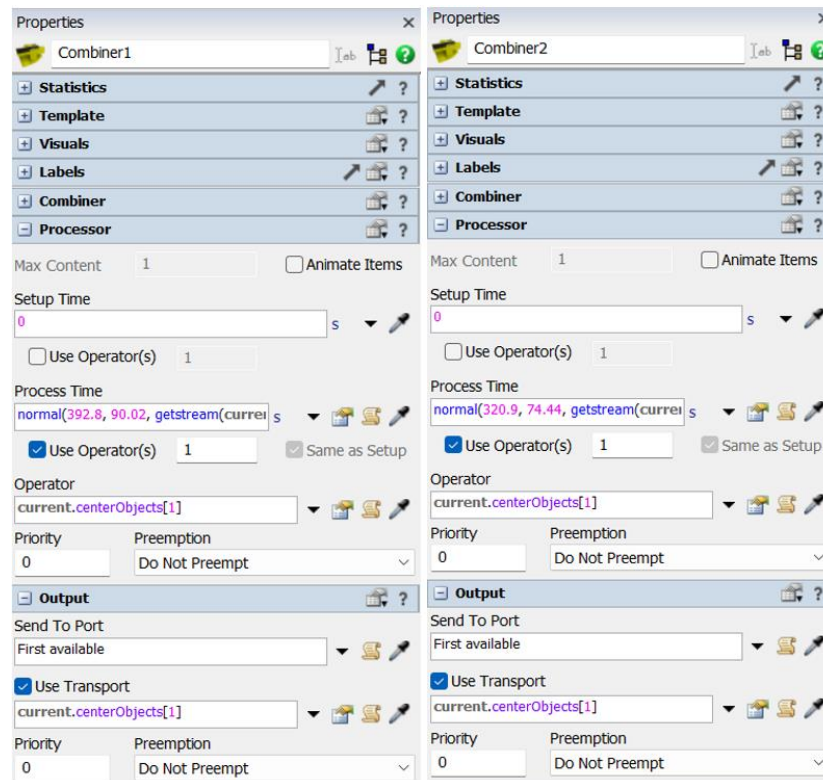 Properties
Combiner1
Statistics
?
Template
?
Visuals
?
Labels
?
Combiner
?
Processor
?
Max Content 1 Animate Items
Setup Time
0 s
Use Operator(s) 1
Process Time
normal(392.8, 90.02, getstream(currer s
Use Operator(s) 1 Same as Setup
Operator
current.centerObjects[1]
Priority Preemption
0 Do Not Preempt
Output
?
Send To Port
First available
Use Transport
current.centerObjects[1]
Priority Preemption
0 Do Not Preempt
Properties
Combiner2
Statistics
?
Template
?
Visuals
?
Labels
?
Combiner
?
Processor
?
Max Content 1 Animate Items
Setup Time
0 s
Use Operator(s) 1
Process Time
normal(320.9, 74.44, getstream(currer s
Use Operator(s) 1 Same as Setup
Operator
current.centerObjects[1]
Priority Preemption
0 Do Not Preempt
Output
?
Send To Port
First available
Use Transport
current.centerObjects[1]
Priority Preemption
0 Do Not Preempt